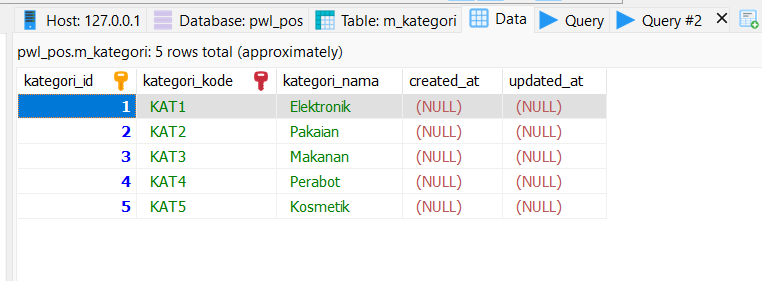 Host: 127.0.0.1 Database: pwl_pos Table: m_kategori Data Query Query #2
pwl_pos.m_kategori: 5 rows total (approximately)
kategori_id kategori_kode kategori_nama created_at updated_at
1 KAT1 Elektronik (NULL) (NULL)
2 KAT2 Pakaian (NULL) (NULL)
3 KAT3 Makanan (NULL) (NULL)
4 KAT4 Perabot (NULL) (NULL)
5 KAT5 Kosmetik (NULL) (NULL)